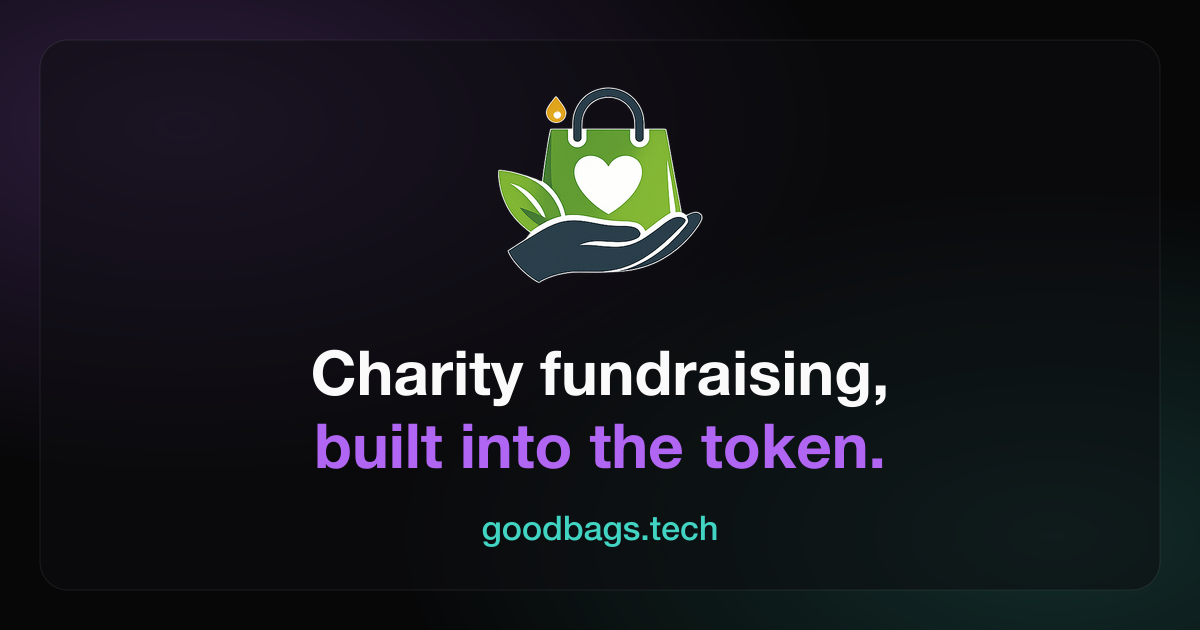 Charity fundraising,
built into the token.
goodbags.tech